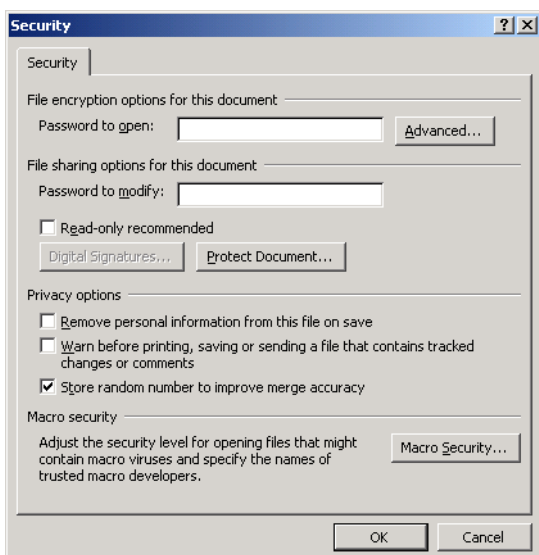 Security
Security
File encryption options for this document
Password to open:
Advanced...
File sharing options for this document
Password to modify:
Read-only recommended
Digital Signatures...
Protect Document...
Privacy options
Remove personal information from this file on save
Warn before printing, saving or sending a file that contains tracked
changes or comments
Store random number to improve merge accuracy
Macro security
Adjust the security level for opening files that might
contain macro viruses and specify the names of
trusted macro developers.
Macro Security...
OK
Cancel